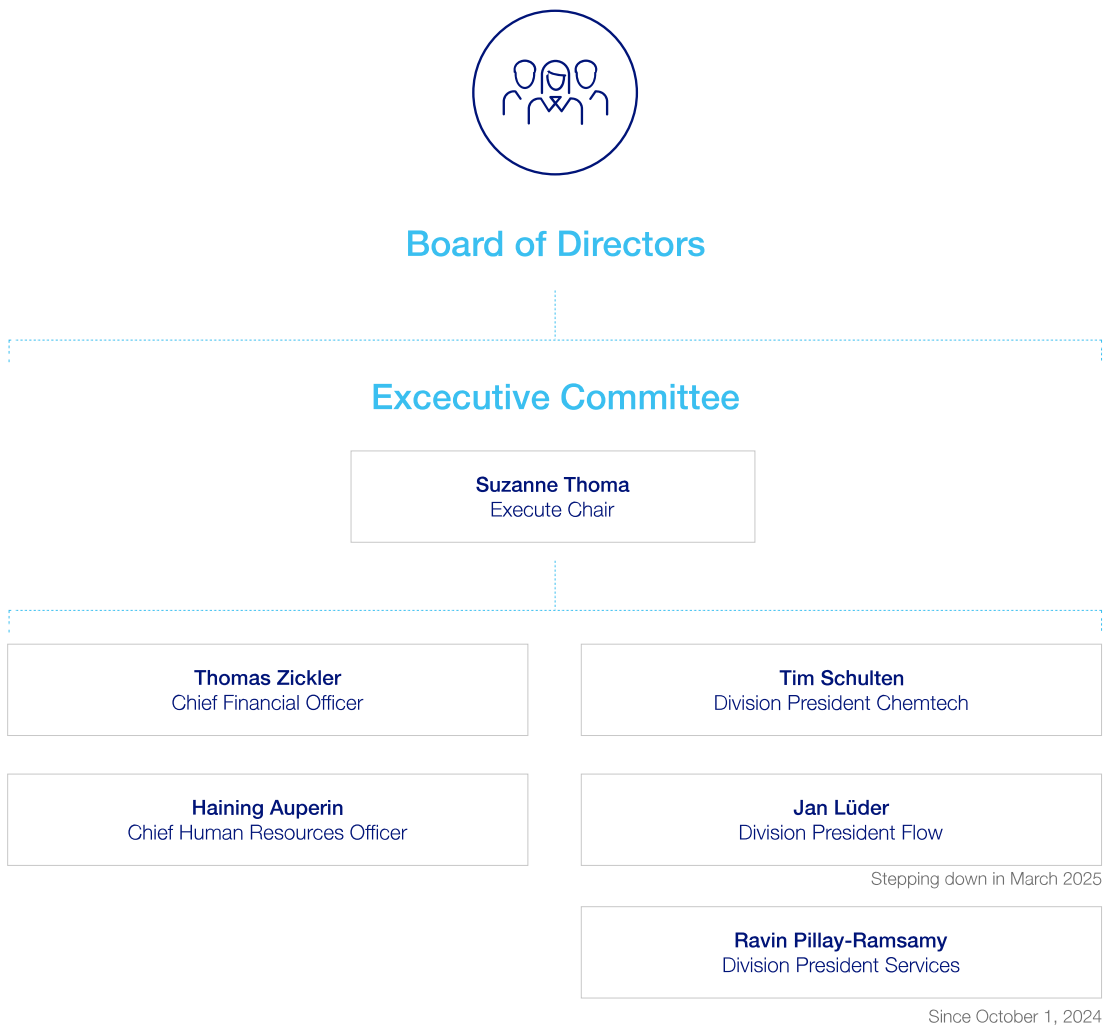 Board of Directors
Excecutive Committee
Suzanne Thoma
Execute Chair
Thomas Zickler
Chief Financial Officer
Tim Schulten
Division President Chemtech
Haining Auperin
Chief Human Resources Officer
Jan Lüder
Division President Flow
Stepping down in March 2025
Ravin Pillay-Ramsamy
Division President Services
Since October 1, 2024